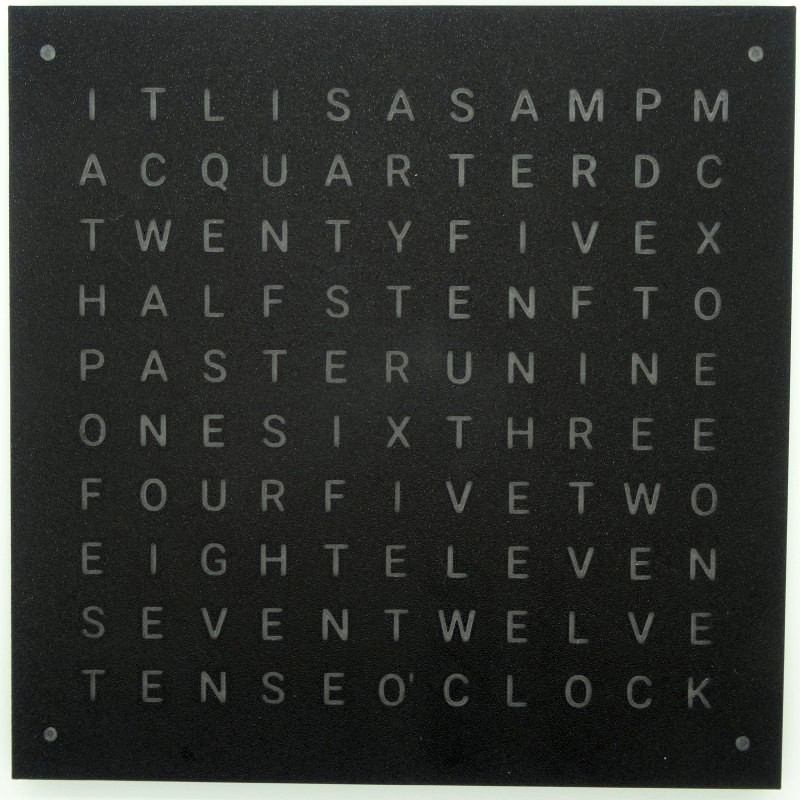 I T L I S A S A M P M
A C Q U A R T E R D C
T W E N T Y F I V E X
H A L F S T E N F T O
P A S T E R U N I N E
O N E S I X T H R E E
F O U R F I V E T W O
E I G H T E L E V E N
S E V E N T W E L V E
T E N S E O' C L O C K